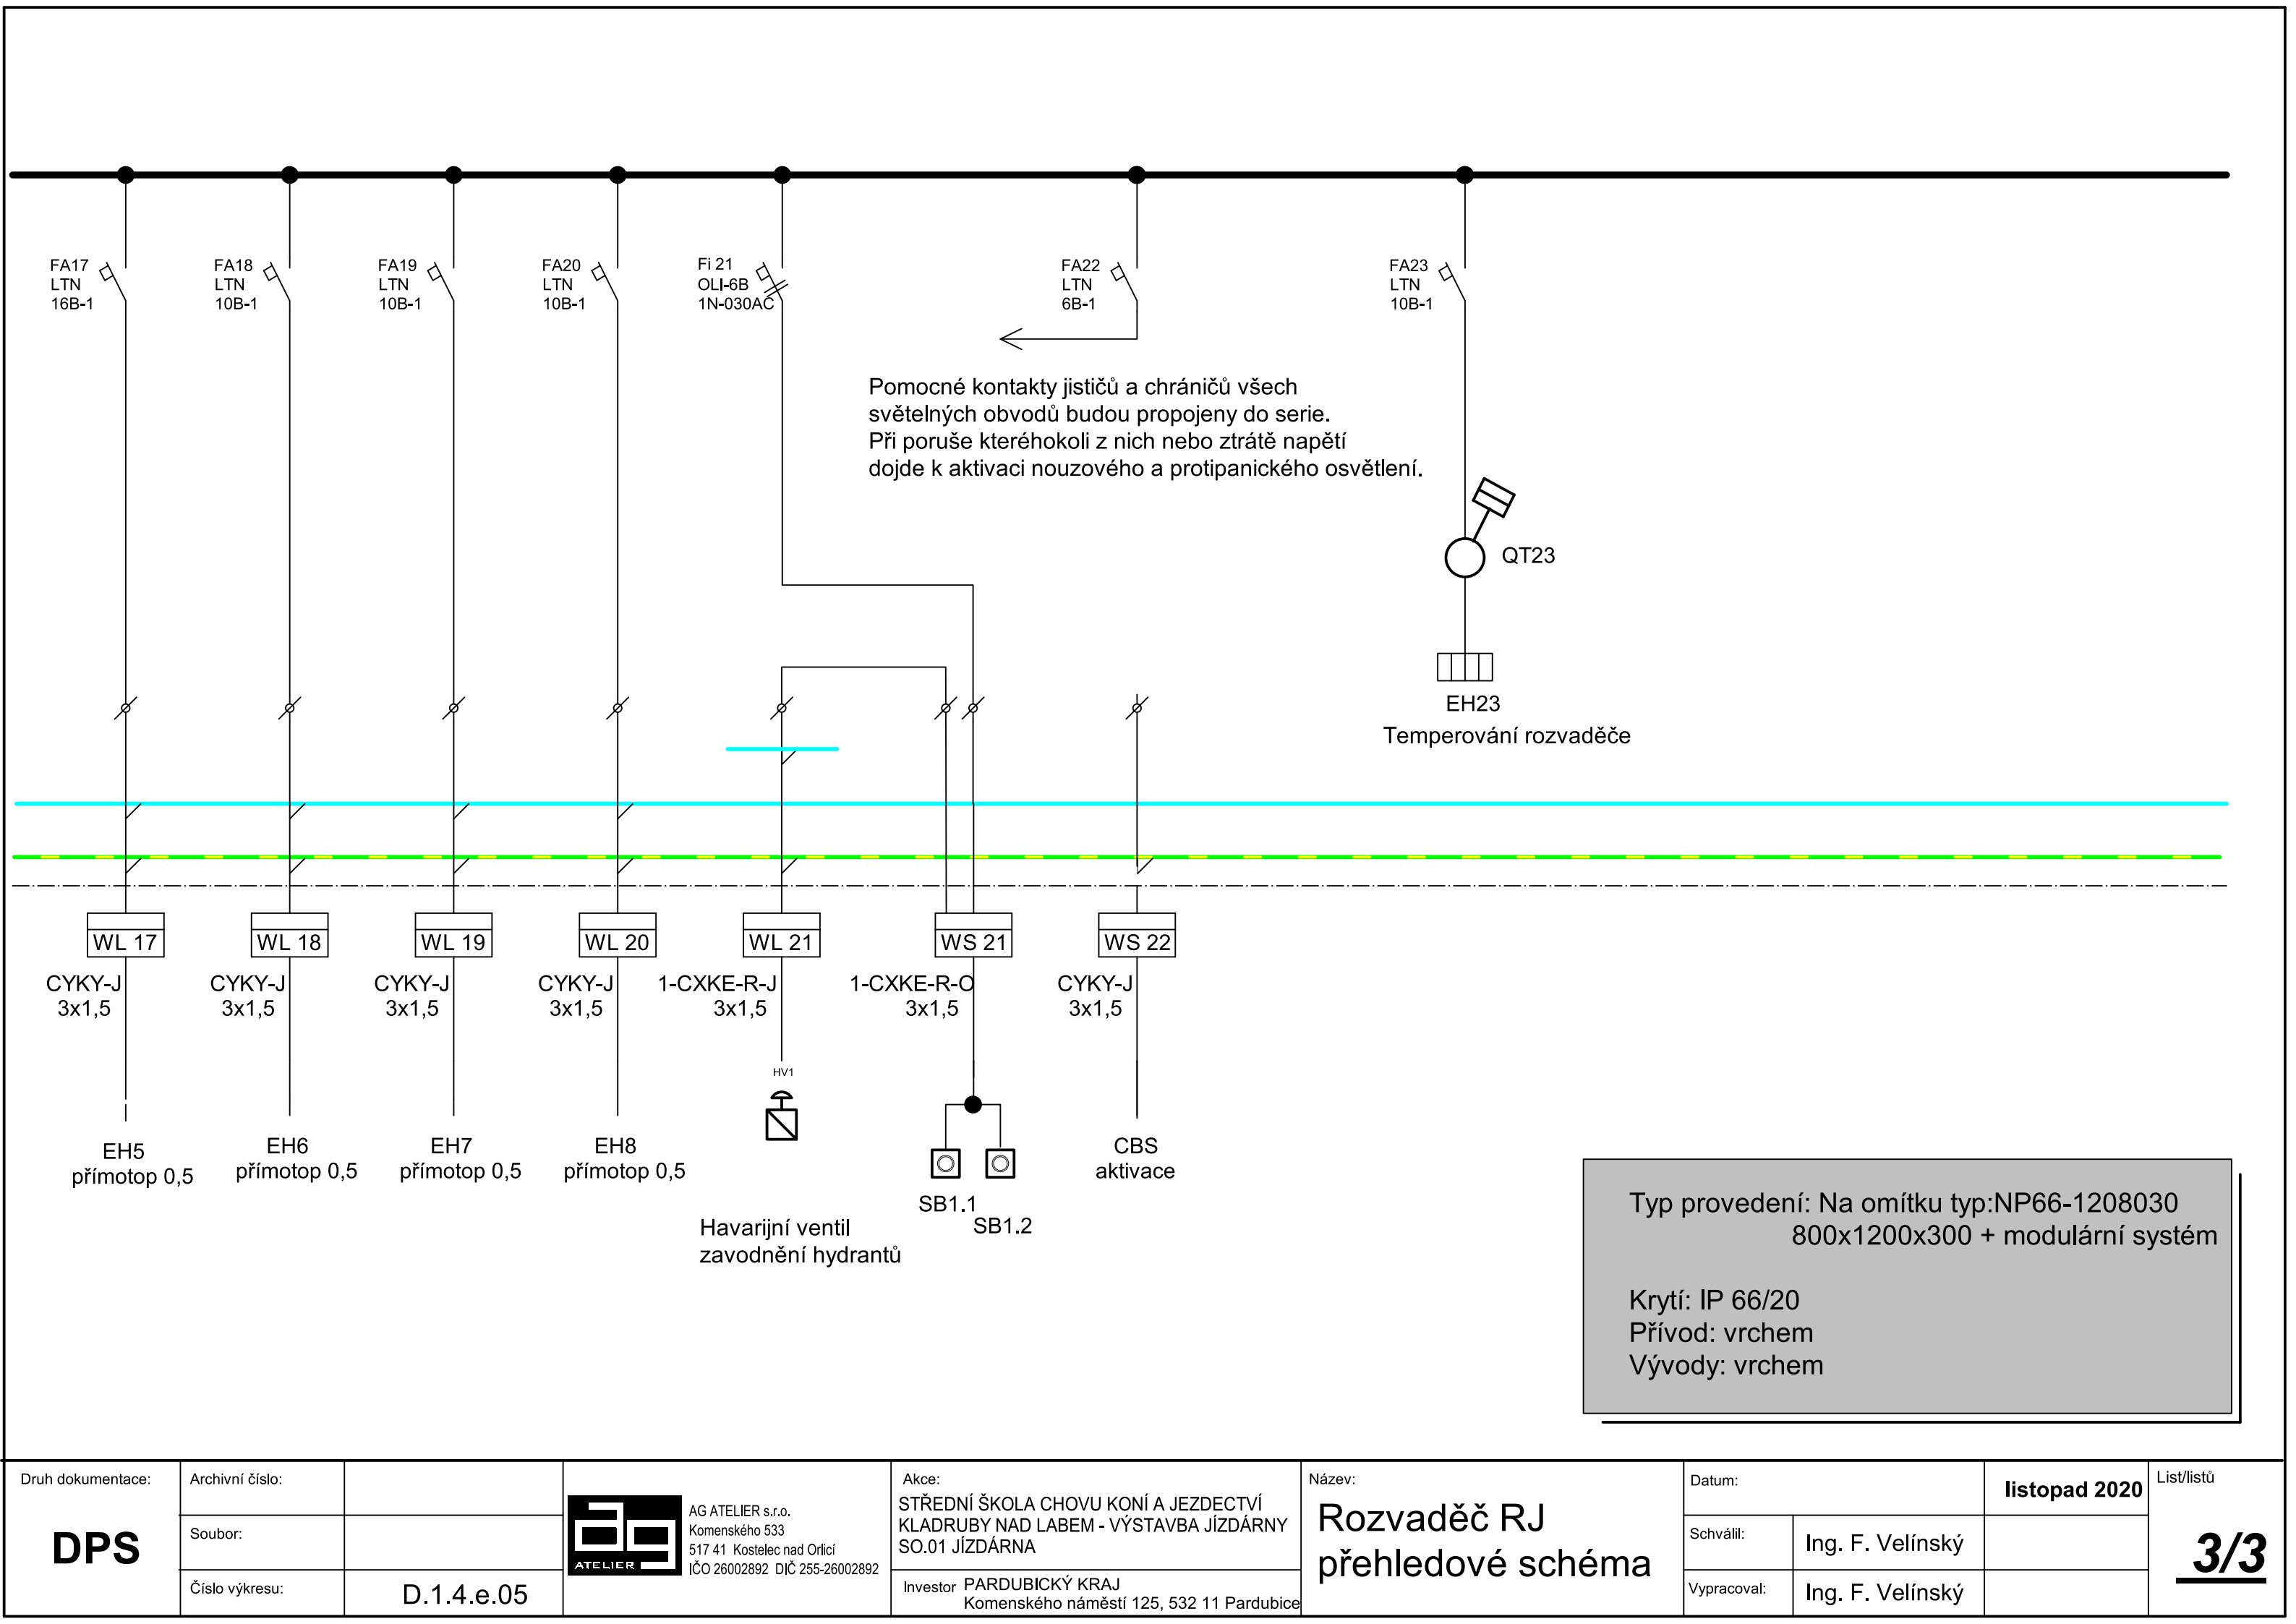 FA17
LTN
16B-1
FA18
LTN
10B-1
FA19
LTN
10B-1
FA20
LTN
10B-1
Fi 21
OLI-6B
1N-030AC
FA22
LTN
6B-1
FA23
LTN
10B-1
Pomocné kontakty jističů a chráničů všech
světelných obvodů budou propojeny do serie.
Při poruše kteréhokoli z nich nebo ztrátě napětí
dojde k aktivaci nouzového a protipanického osvětlení.
QT23
EH23
Temperování rozvaděče
WL 17
WL 18
WL 19
WL 20
WL 21
WS 21
WS 22
CYKY-J
3x1,5
CYKY-J
3x1,5
CYKY-J
3x1,5
CYKY-J
3x1,5
1-CXKE-R-J
3x1,5
1-CXKE-R-O
3x1,5
CYKY-J
3x1,5
HV1
EH5
přímotop 0,5
EH6
přímotop 0,5
EH7
přímotop 0,5
EH8
přímotop 0,5
Havarijní ventil
zavodnění hydrantů
SB1.1
SB1.2
CBS
aktivace
Typ provedení: Na omítku typ:NP66-1208030
800x1200x300 + modulární systém
Krytí: IP 66/20
Přívod: vrchem
Vývody: vrchem
Druh dokumentace:
DPS
Archivní číslo:
Soubor:
Číslo výkresu:
D.1.4.e.05
ag
ATELIER
AG ATELIER s.r.o.
Komenského 533
517 41 Kostelec nad Orlicí
IČO 26002892 DIČ 255-26002892
Akce:
STŘEDNÍ ŠKOLA CHOVU KONÍ A JEZDECTVÍ
KLADRUBY NAD LABEM - VÝSTAVBA JÍZDÁRNY
SO.01 JÍZDÁRNA
Investor PARDUBICKÝ KRAJ
Komenského náměstí 125, 532 11 Pardubice
Název:
Rozvaděč RJ
přehledové schéma
Datum:
listopad 2020
Schválil:
Ing. F. Velínský
Vypracoval:
Ing. F. Velínský
List/listů
3/3